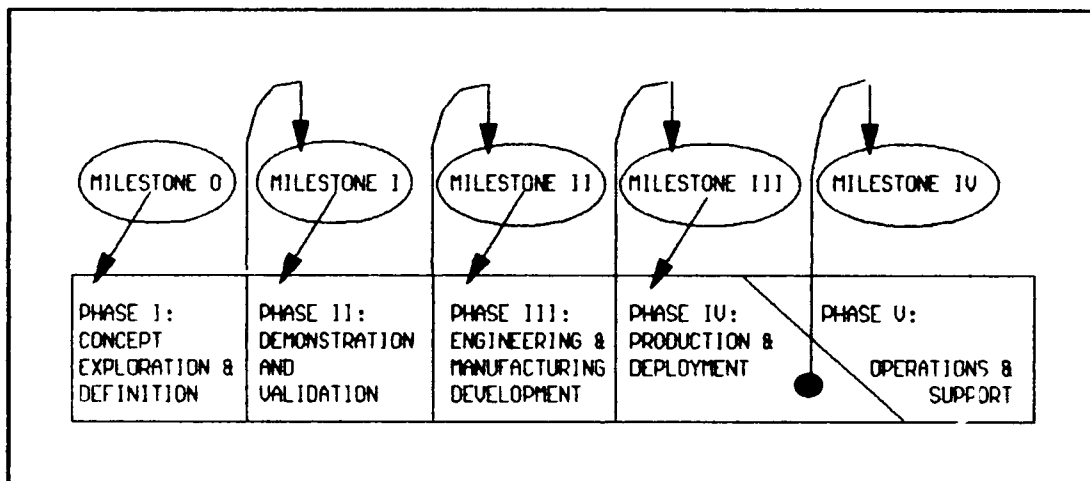 MILESTONE 0
MILESTONE I
MILESTONE II
MILESTONE III
MILESTONE IV
PHASE I:
CONCEPT
EXPLORATION &
DEFINITION
PHASE II:
DEMONSTRATION
AND
VALIDATION
PHASE III:
ENGINEERING &
MANUFACTURING
DEVELOPMENT
PHASE IV:
PRODUCTION &
DEPLOYMENT
PHASE V:
OPERATIONS &
SUPPORT